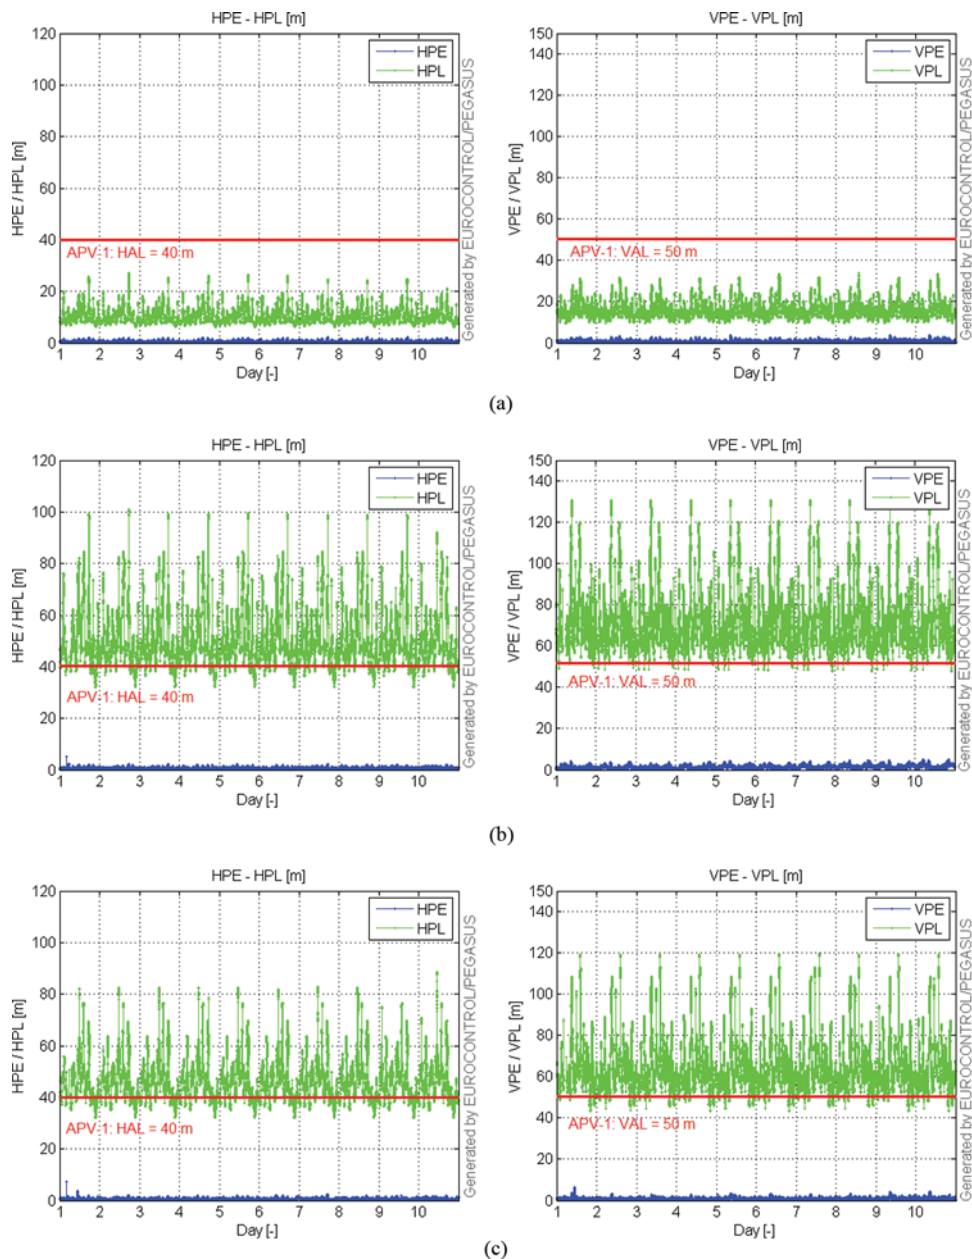 HPE - HPL [m]
120
100
80
60
40
20
0
HPE / HPL [m]
HPE
HPL
APV-1: HAL = 40 m
Generated by EUROCONTROL/PEGASUS
1 2 3 4 5 6 7 8 9 10
Day [-]
VPE - VPL [m]
150
140
120
100
80
60
40
20
0
VPE / VPL [m]
VPE
VPL
APV-1: VAL = 50 m
Generated by EUROCONTROL/PEGASUS
1 2 3 4 5 6 7 8 9 10
Day [-]
(a)
HPE - HPL [m]
120
100
80
60
40
20
0
HPE / HPL [m]
HPE
HPL
APV-1: HAL = 40 m
Generated by EUROCONTROL/PEGASUS
1 2 3 4 5 6 7 8 9 10
Day [-]
VPE - VPL [m]
150
140
120
100
80
60
40
20
0
VPE / VPL [m]
VPE
VPL
APV-1: VAL = 50 m
Generated by EUROCONTROL/PEGASUS
1 2 3 4 5 6 7 8 9 10
Day [-]
(b)
HPE - HPL [m]
120
100
80
60
40
20
0
HPE / HPL [m]
HPE
HPL
APV-1: HAL = 40 m
Generated by EUROCONTROL/PEGASUS
1 2 3 4 5 6 7 8 9 10
Day [-]
VPE - VPL [m]
150
140
120
100
80
60
40
20
0
VPE / VPL [m]
VPE
VPL
APV-1: VAL = 50 m
Generated by EUROCONTROL/PEGASUS
1 2 3 4 5 6 7 8 9 10
Day [-]
(c)